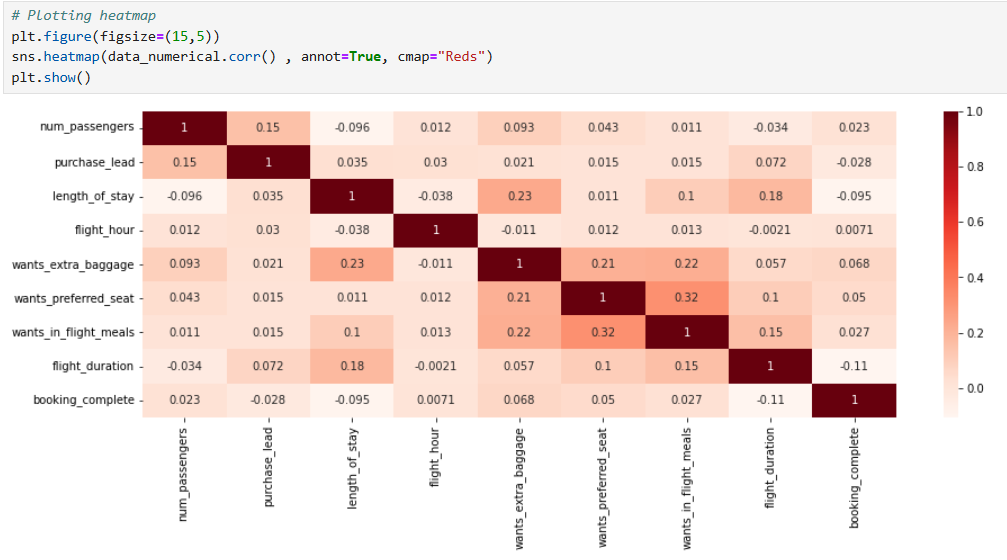 # Plotting heatmap
plt.figure(figsize=(15,5))
sns.heatmap(data_numerical.corr() , annot=True, cmap="Reds")
plt.show()
num_passengers 1 0.15 -0.096 0.012 0.093 0.043 0.011 -0.034 0.023
purchase_lead 0.15 1 0.035 0.03 0.021 0.015 0.015 0.072 -0.028
length_of_stay -0.096 0.035 1 -0.038 0.23 0.011 0.1 0.18 -0.095
flight_hour 0.012 0.03 -0.038 1 -0.011 0.012 0.013 -0.0021 0.0071
wants_extra_baggage 0.093 0.021 0.23 -0.011 1 0.21 0.22 0.057 0.068
wants_preferred_seat 0.043 0.015 0.011 0.012 0.21 1 0.32 0.1 0.05
wants_in_flight_meals 0.011 0.015 0.1 0.013 0.22 0.32 1 0.15 0.027
flight_duration -0.034 0.072 0.18 -0.0021 0.057 0.1 0.15 1 -0.11
booking_complete 0.023 -0.028 -0.095 0.0071 0.068 0.05 0.027 -0.11 1
num_passengers
purchase_lead
length_of_stay
flight_hour
wants_extra_baggage
wants_preferred_seat
wants_in_flight_meals
flight_duration
booking_complete
1.0
0.8
0.6
0.4
0.2
0.0